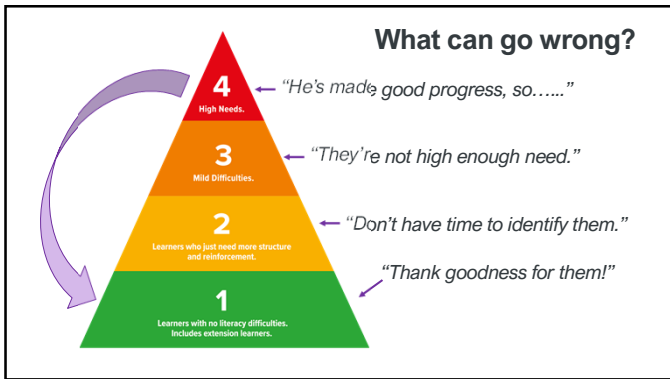 What can go wrong?
4
High Needs.
“He’s made good progress, so…...”
3
Mild Difficulties.
“They’re not high enough need.”
2
Learners who just need more structure
and reinforcement.
“Don’t have time to identify them.”
“Thank goodness for them!”
1
Learners with no literacy difficulties.
Includes extension learners.